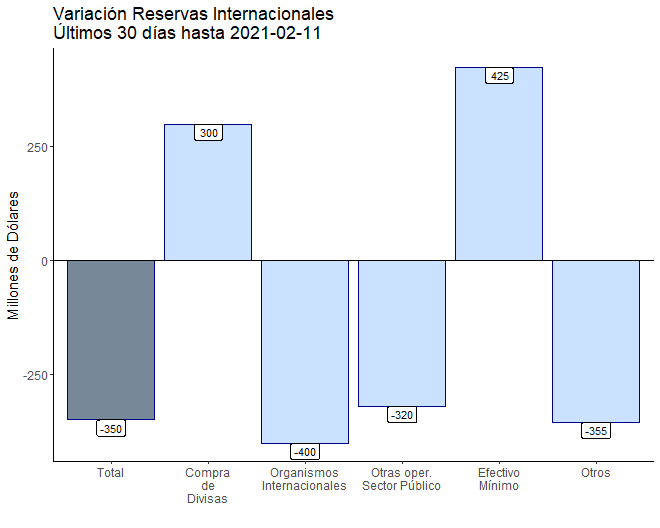 Variación Reservas Internacionales
Últimos 30 días hasta 2021-02-11
Millones de Dólares
250
0
-250
300
425
-350
-400
-320
-355
Total
Compra
de
Divisas
Organismos
Internacionales
Otras oper.
Sector Público
Efectivo
Mínimo
Otros